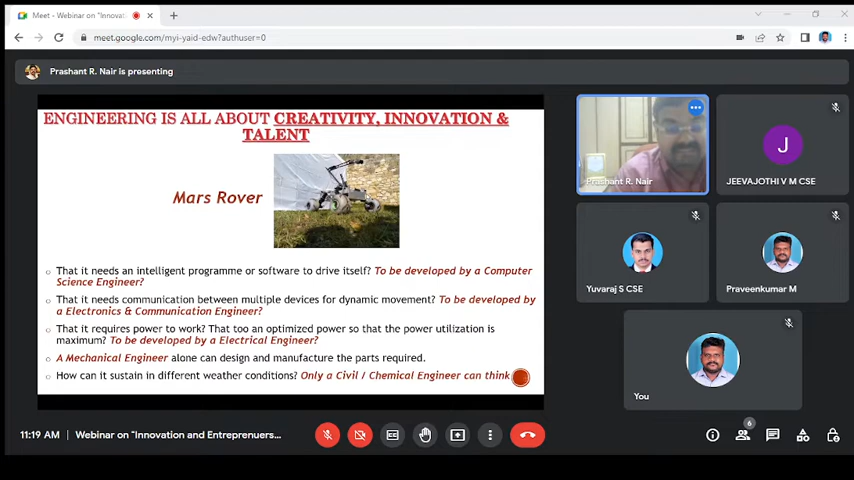 Meet - Webinar on "Innovat
meet.google.com/myi-yaid-edw?authuser=0
Prashant R. Nair is presenting
ENGINEERING IS ALL ABOUT CREATIVITY, INNOVATION &
TALENT
Mars Rover
That it needs an intelligent programme or software to drive itself? To be developed by a Computer
Science Engineer?
That it needs communication between multiple devices for dynamic movement? To be developed by
a Electronics & Communication Engineer?
That it requires power to work? That too an optimized power so that the power utilization is
maximum? To be developed by a Electrical Engineer?
A Mechanical Engineer alone can design and manufacture the parts required.
How can it sustain in different weather conditions? Only a Civil / Chemical Engineer can think
Prashant R. Nair
J
JEEVAJOTHI V M CSE
Yuvaraj S CSE
Praveenkumar M
You
11:19 AM
Webinar on "Innovation and Entreprenuers...
6